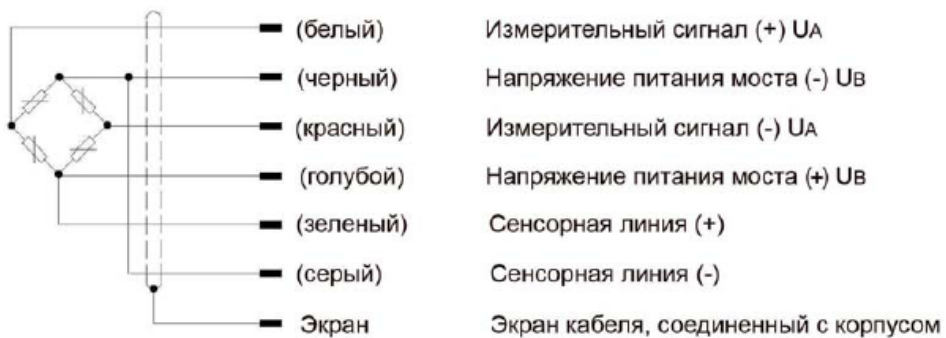 (белый) Измерительный сигнал (+) UA
(черный) Напряжение питания моста (-) UB
(красный) Измерительный сигнал (-) UA
(голубой) Напряжение питания моста (+) UB
(зеленый) Сенсорная линия (+)
(серый) Сенсорная линия (-)
Экран Экран кабеля, соединенный с корпусом